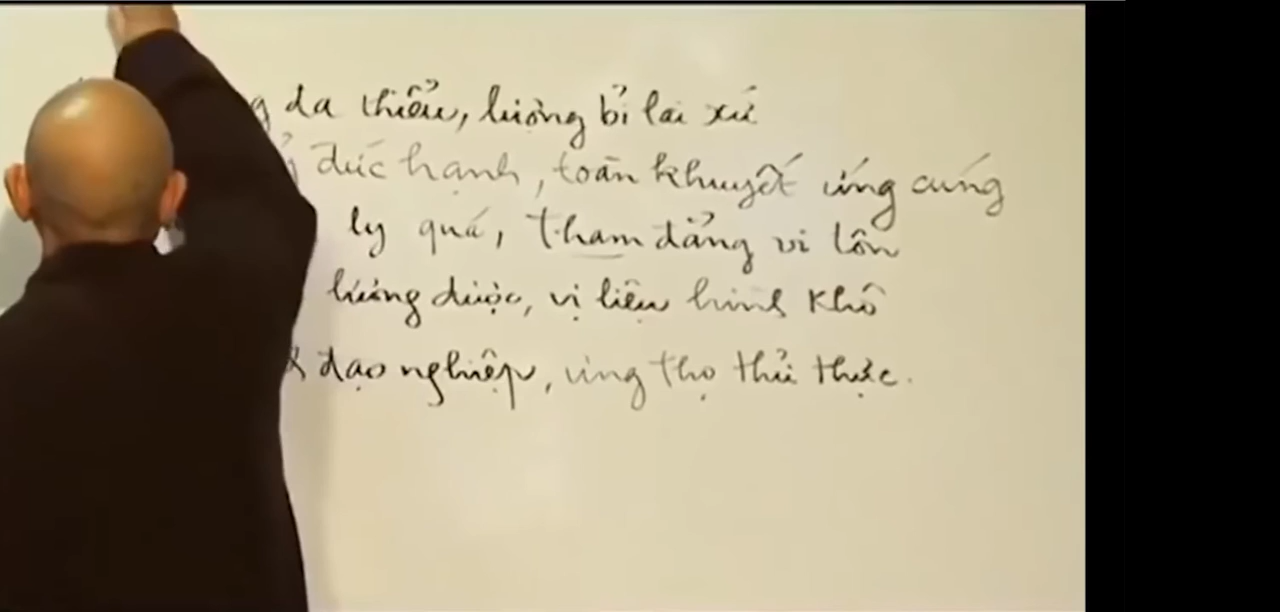 da thiểu, lường bỉ lai xứ
đức hạnh, toàn khuyết ứng cúng
ly quá, tham đẳng vi tôn
lương dược, vị liệu hình khô
đạo nghiệp, ưng thọ thử thực.